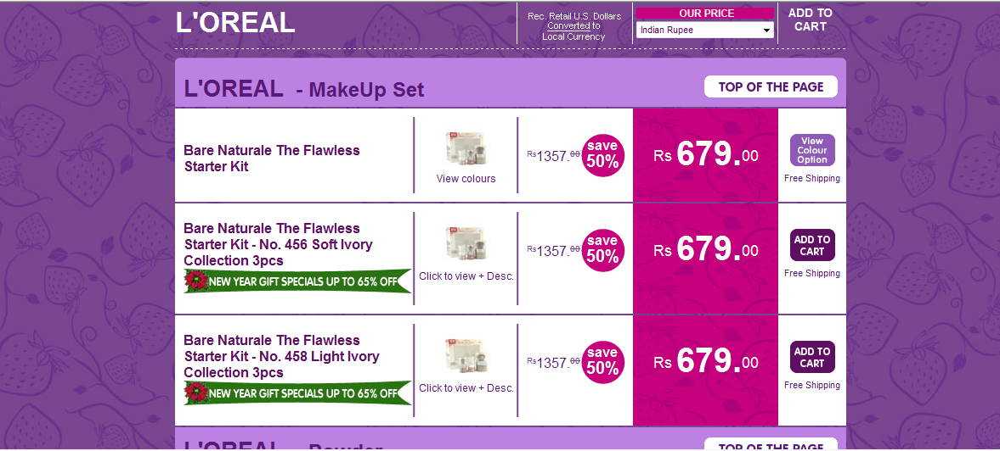 L'OREAL
Rec. Retail U.S. Dollars
Converted to
Local Currency
OUR PRICE
Indian Rupee
ADD TO
CART
L'OREAL - MakeUp Set
TOP OF THE PAGE
Bare Naturale The Flawless
Starter Kit
View colours
Rs1357.00
save
50%
Rs 679.00
View
Colour
Option
Free Shipping
Bare Naturale The Flawless
Starter Kit - No. 456 Soft Ivory
Collection 3pcs
NEW YEAR GIFT SPECIALS UP TO 65% OFF
Click to view + Desc.
Rs1357.00
save
50%
Rs 679.00
ADD TO
CART
Free Shipping
Bare Naturale The Flawless
Starter Kit - No. 458 Light Ivory
Collection 3pcs
NEW YEAR GIFT SPECIALS UP TO 65% OFF
Click to view + Desc.
Rs1357.00
save
50%
Rs 679.00
ADD TO
CART
Free Shipping
L'OREAL - Powder
TOP OF THE PAGE